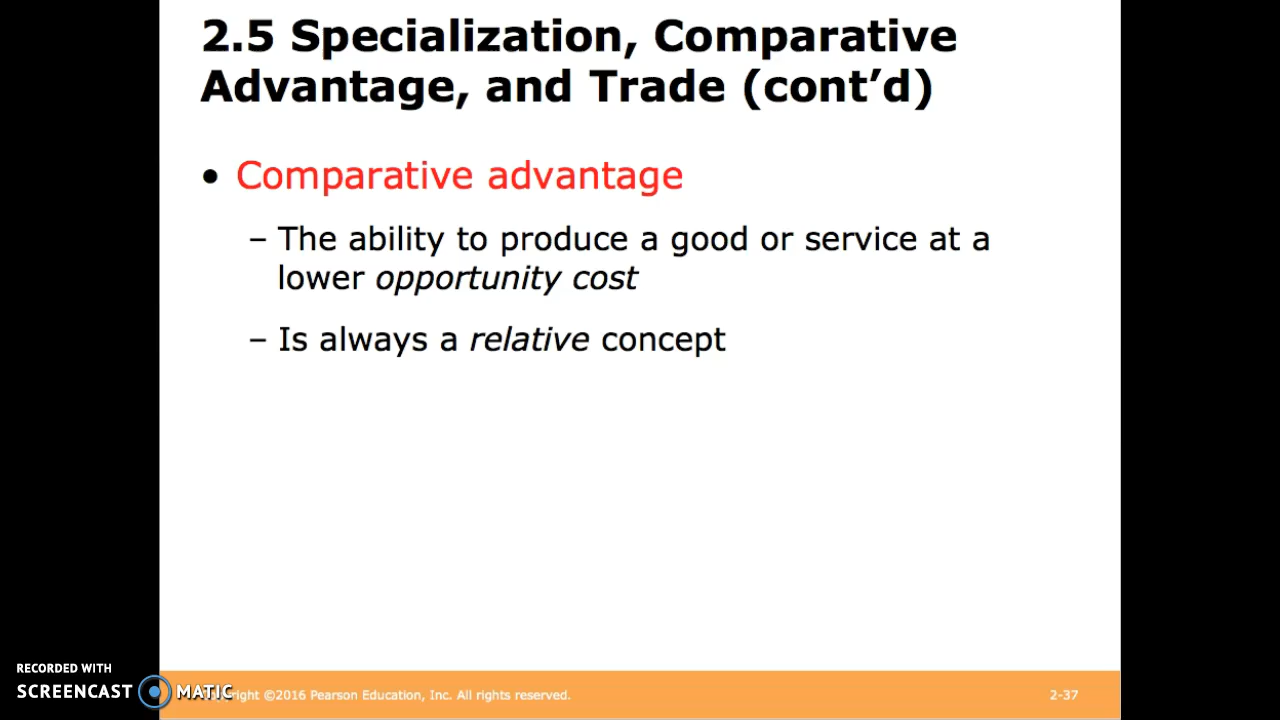 2.5 Specialization, Comparative
Advantage, and Trade (cont’d)
• Comparative advantage
– The ability to produce a good or service at a
lower opportunity cost
– Is always a relative concept
RECORDED WITH
SCREENCAST MATIC
©2016 Pearson Education, Inc. All rights reserved.
2-37